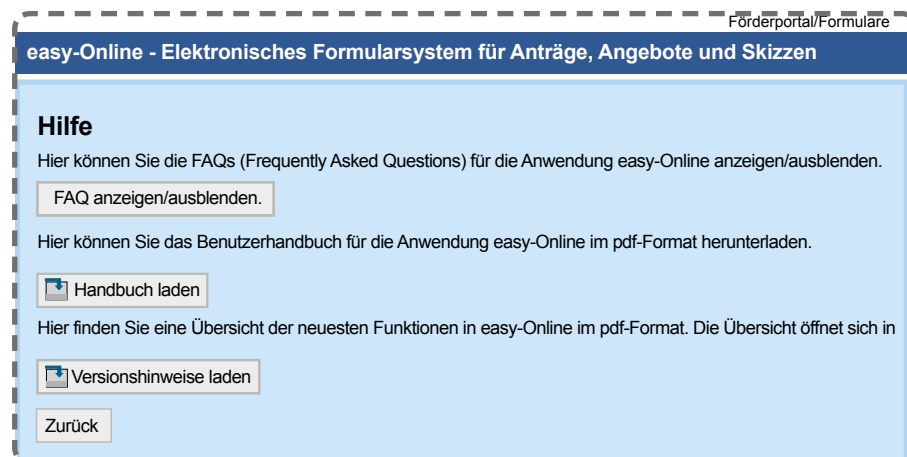 Förderportal/Formulare
easy-Online - Elektronisches Formularsystem für Anträge, Angebote und Skizzen
Hilfe
Hier können Sie die FAQs (Frequently Asked Questions) für die Anwendung easy-Online anzeigen/ausblenden.
FAQ anzeigen/ausblenden.
Hier können Sie das Benutzerhandbuch für die Anwendung easy-Online im pdf-Format herunterladen.
Handbuch laden
Hier finden Sie eine Übersicht der neuesten Funktionen in easy-Online im pdf-Format. Die Übersicht öffnet sich in
Versionshinweise laden
Zurück